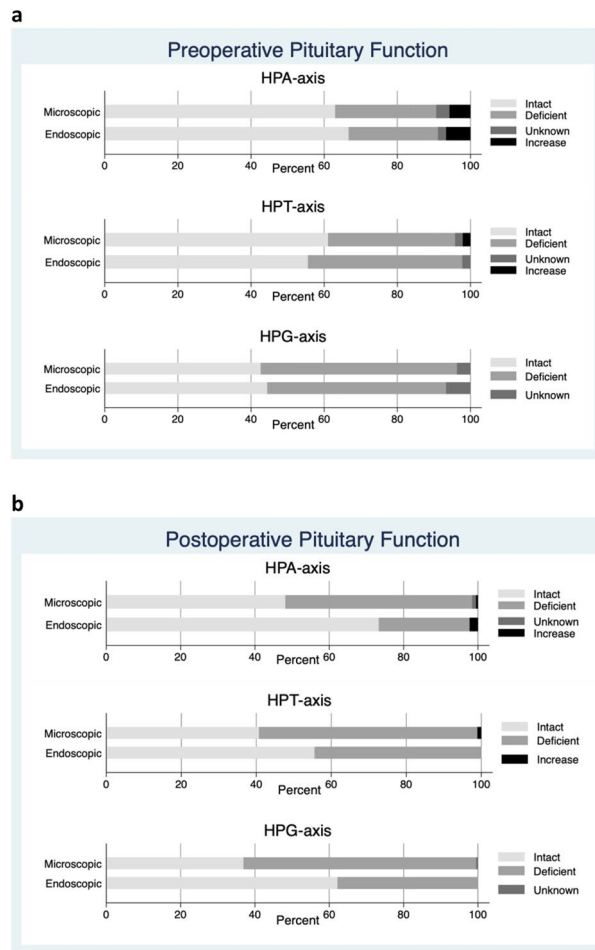 a
Preoperative Pituitary Function
HPA-axis
Microscopic
Endoscopic
0 20 40 60 80 100
Percent
Intact
Deficient
Unknown
Increase
HPT-axis
Microscopic
Endoscopic
0 20 40 60 80 100
Percent
Intact
Deficient
Unknown
Increase
HPG-axis
Microscopic
Endoscopic
0 20 40 60 80 100
Percent
Intact
Deficient
Unknown
b
Postoperative Pituitary Function
HPA-axis
Microscopic
Endoscopic
0 20 40 60 80 100
Percent
Intact
Deficient
Unknown
Increase
HPT-axis
Microscopic
Endoscopic
0 20 40 60 80 100
Percent
Intact
Deficient
Increase
HPG-axis
Microscopic
Endoscopic
0 20 40 60 80 100
Percent
Intact
Deficient
Unknown